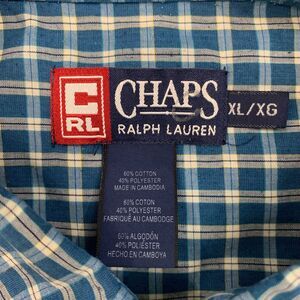 C
RL
CHAPS
RALPH LAUREN
XL/XG
60% COTTON
40% POLYESTER
MADE IN CAMBODIA
60% COTON
40% POLYESTER
FABRIQUÉ AU CAMBODGE
60% ALGODÓN
40% POLIÉSTER
HECHO EN CAMBOYA